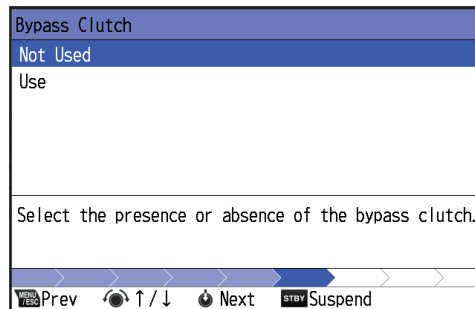 Bypass Clutch
Not Used
Use
Select the presence or absence of the bypass clutch.
MENU/ESC Prev ↑/↓ Next STBY Suspend